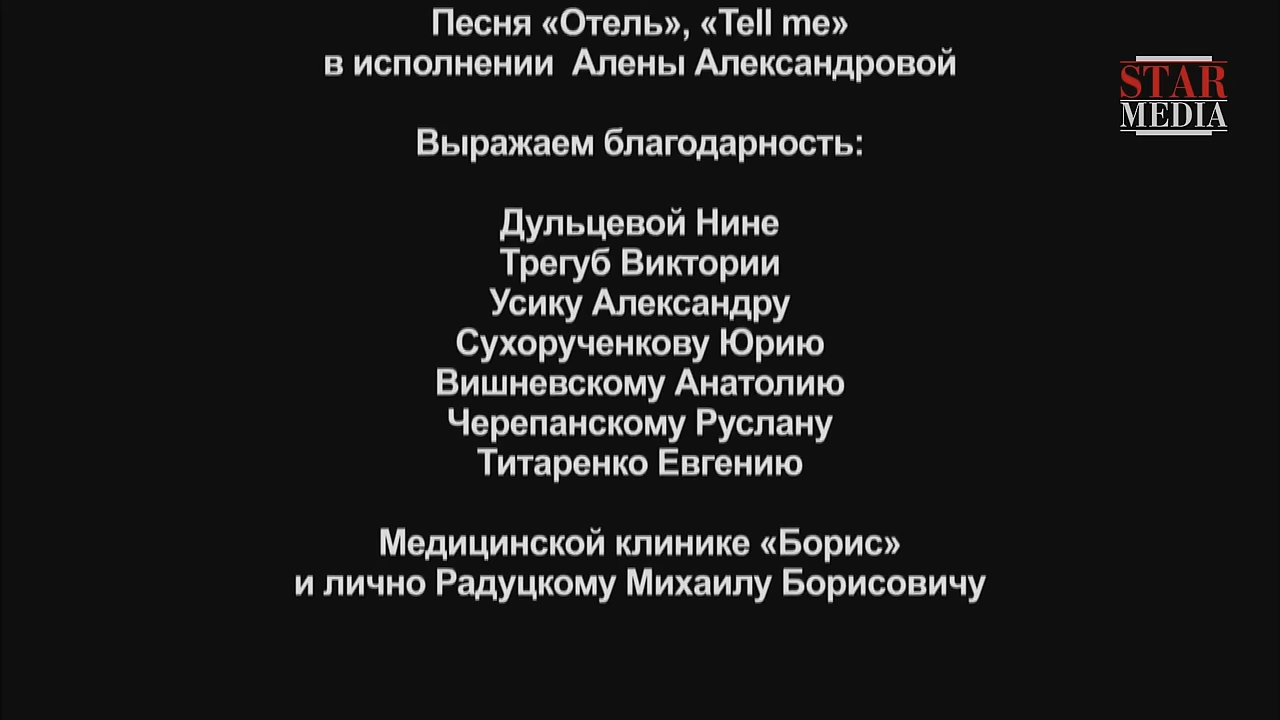 Песня «Отель», «Tell me»
в исполнении Алены Александровой
STAR
MEDIA
Выражаем благодарность:
Дульцевой Нине
Трегуб Виктории
Усику Александру
Сухорученкову Юрию
Вишневскому Анатолию
Черепанскому Руслану
Титаренко Евгению
Медицинской клинике «Борис»
и лично Радуцкому Михаилу Борисовичу